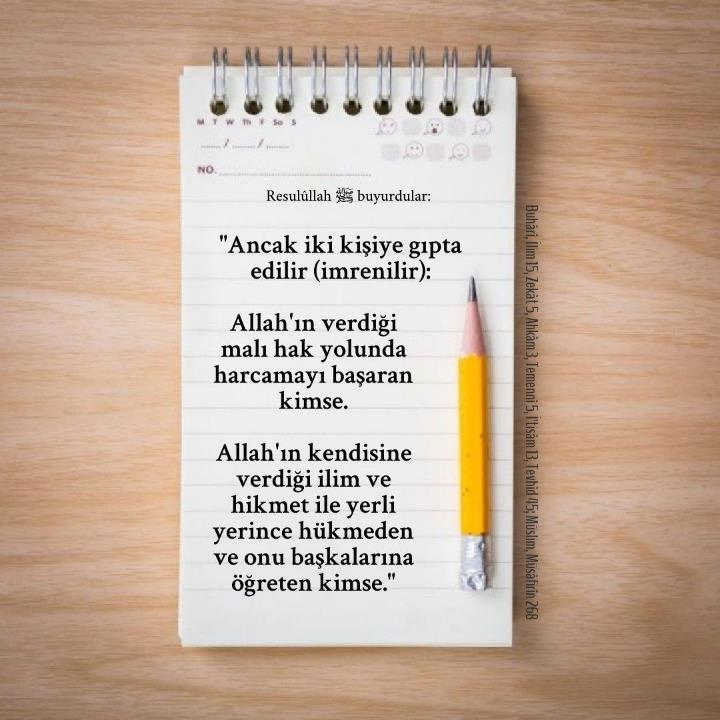 M T W Th F Sa S
NO.
Resulûllah ﷺ buyurdular:
"Ancak iki kişiye gıpta
edilir (imrenilir):
Allah'ın verdiği
malı hak yolunda
harcamayı başaran
kimse.
Allah'ın kendisine
verdiği ilim ve
hikmet ile yerli
yerince hükmeden
ve onu başkalarına
öğreten kimse."
Buhârî, İlim 15, Zekât 5, Ahkâm 3, Temennî 5, İ'tisâm 13, Tevhîd 45; Müslim, Müsâfirîn 268